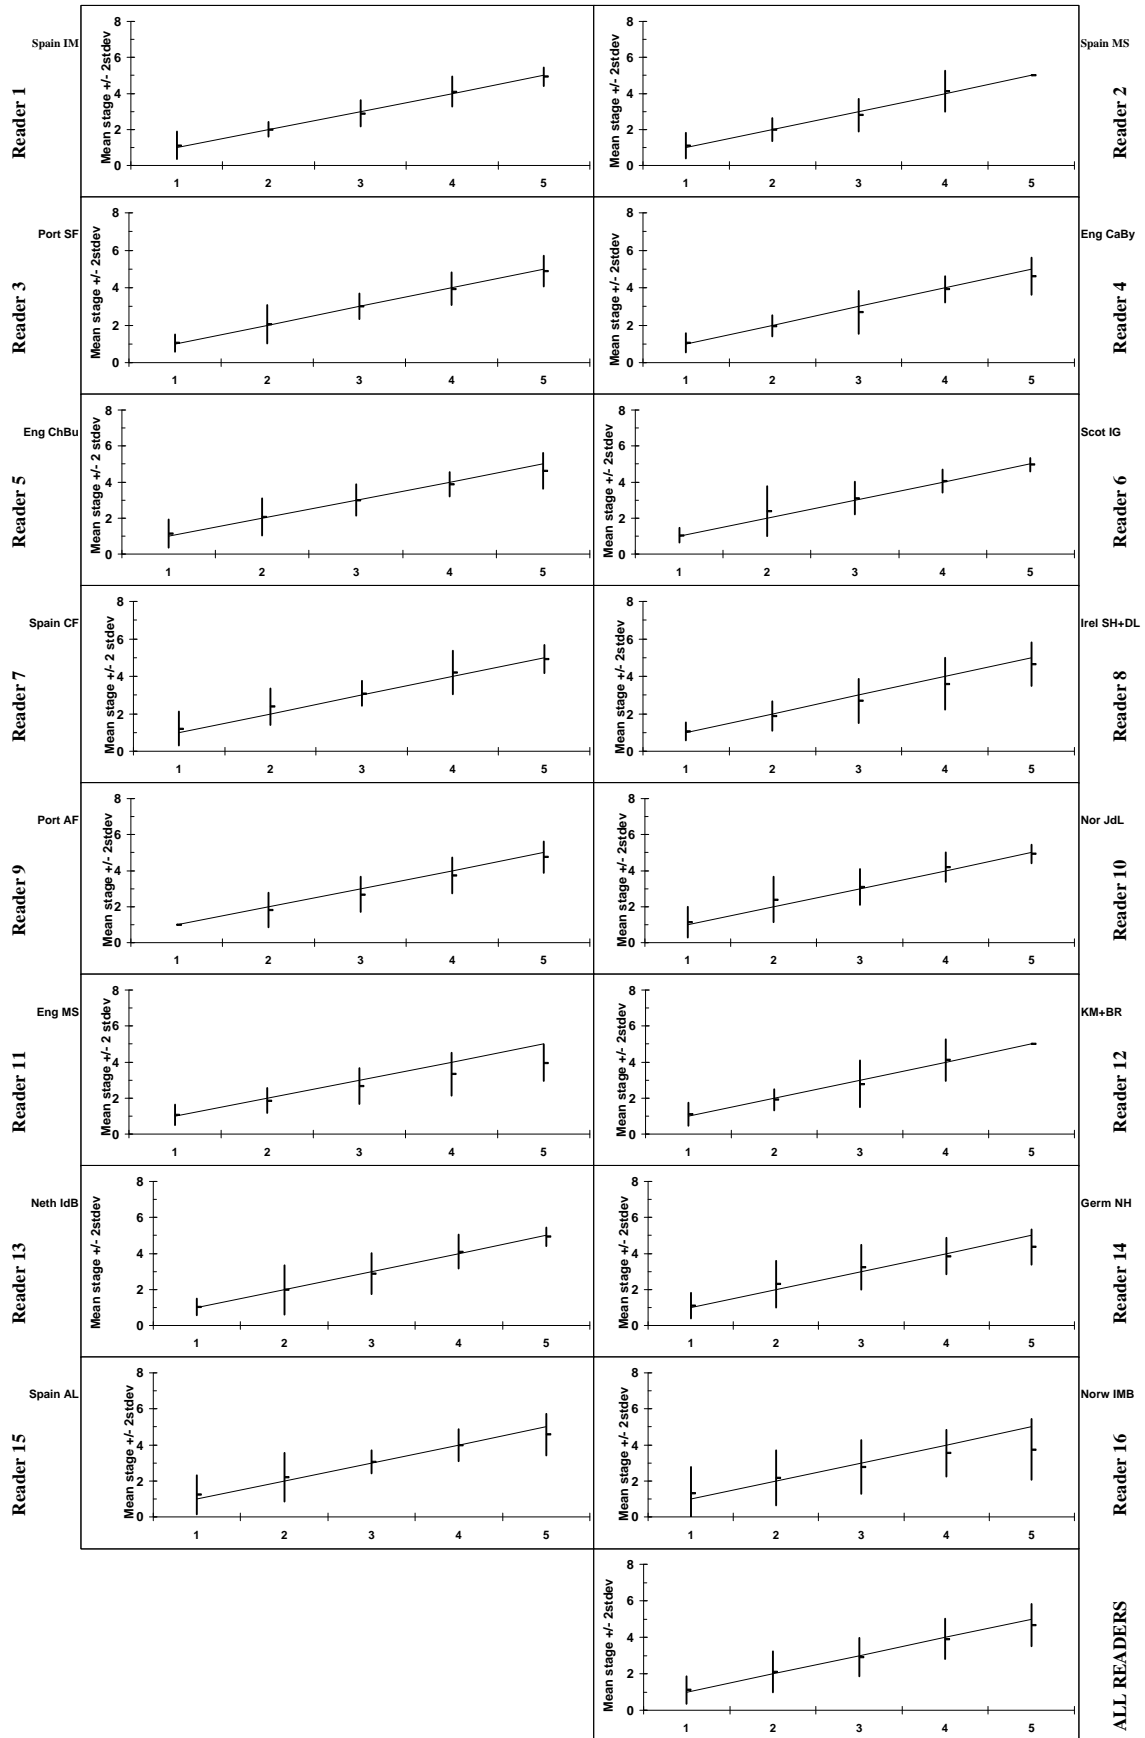 Spain IM
Reader 1
Mean stage +/- 2stdev
8
6
4
2
0
1 2 3 4 5
Spain MS
Reader 2
Mean stage +/- 2stdev
8
6
4
2
0
1 2 3 4 5
Port SF
Reader 3
Mean stage +/- 2stdev
8
6
4
2
0
1 2 3 4 5
Eng CaBy
Reader 4
Mean stage +/- 2stdev
8
6
4
2
0
1 2 3 4 5
Eng ChBu
Reader 5
Mean stage +/- 2 stdev
8
6
4
2
0
1 2 3 4 5
Scot IG
Reader 6
Mean stage +/- 2stdev
8
6
4
2
0
1 2 3 4 5
Spain CF
Reader 7
Mean stage +/- 2 stdev
8
6
4
2
0
1 2 3 4 5
Irel SH+DL
Reader 8
Mean stage +/- 2stdev
8
6
4
2
0
1 2 3 4 5
Port AF
Reader 9
Mean stage +/- 2stdev
8
6
4
2
0
1 2 3 4 5
Nor JdL
Reader 10
Mean stage +/- 2stdev
8
6
4
2
0
1 2 3 4 5
Eng MS
Reader 11
Mean stage +/- 2 stdev
8
6
4
2
0
1 2 3 4 5
KM+BR
Reader 12
Mean stage +/- 2stdev
8
6
4
2
0
1 2 3 4 5
Neth IdB
Reader 13
Mean stage +/- 2stdev
8
6
4
2
0
1 2 3 4 5
Germ NH
Reader 14
Mean stage +/- 2stdev
8
6
4
2
0
1 2 3 4 5
Spain AL
Reader 15
Mean stage +/- 2stdev
8
6
4
2
0
1 2 3 4 5
Norw IMB
Reader 16
Mean stage +/- 2stdev
8
6
4
2
0
1 2 3 4 5
ALL READERS
Mean stage +/- 2stdev
8
6
4
2
0
1 2 3 4 5